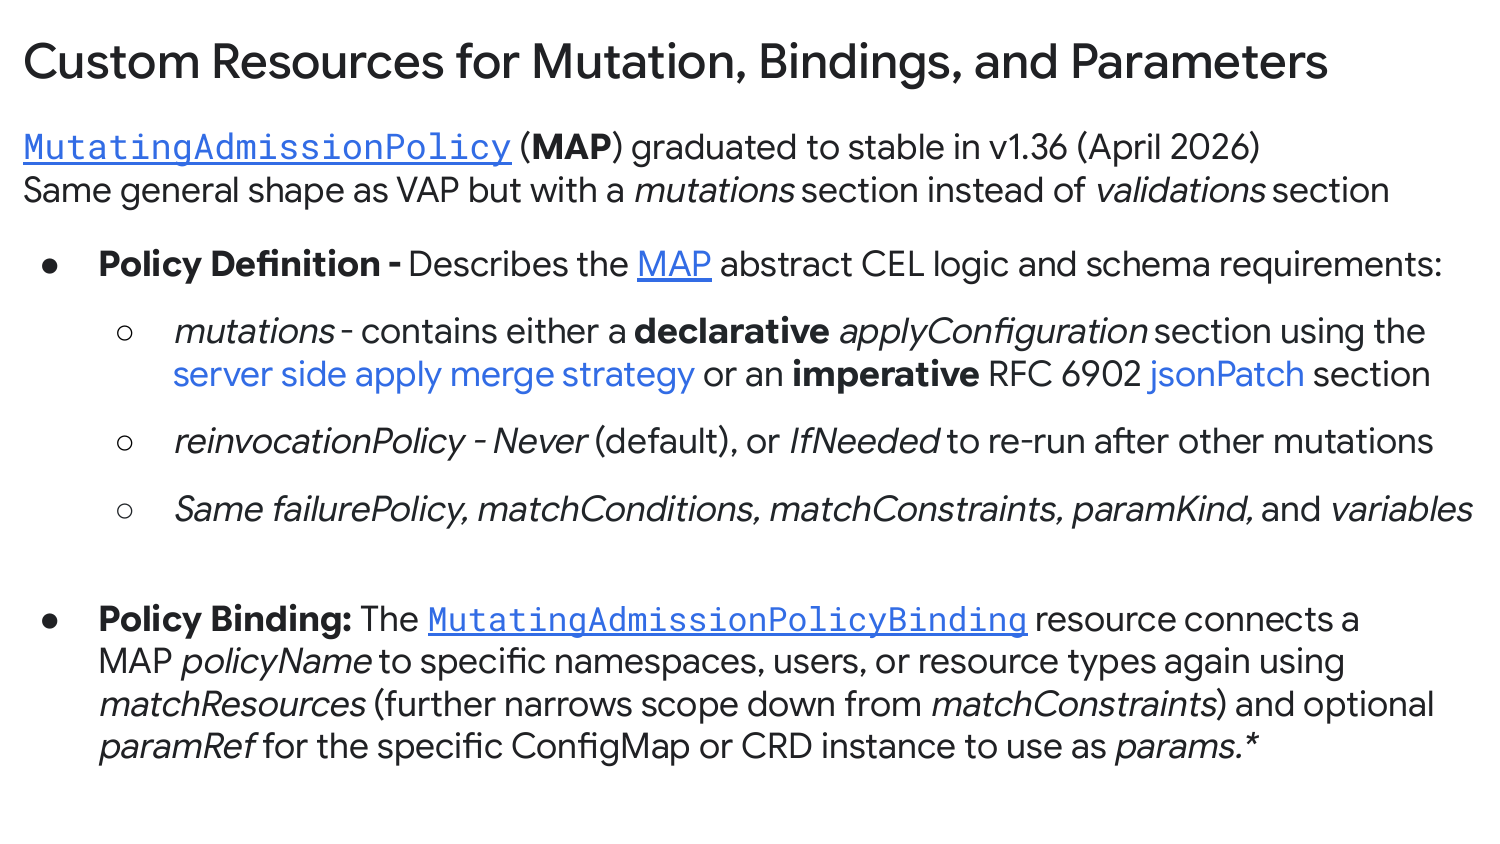 Custom Resources for Mutation, Bindings, and Parameters
MutatingAdmissionPolicy (MAP) graduated to stable in v1.36 (April 2026)
Same general shape as VAP but with a mutations section instead of validations section
● Policy Definition - Describes the MAP abstract CEL logic and schema requirements:
○ mutations - contains either a declarative applyConfiguration section using the
server side apply merge strategy or an imperative RFC 6902 jsonPatch section
○ reinvocationPolicy - Never (default), or IfNeeded to re-run after other mutations
○ Same failurePolicy, matchConditions, matchConstraints, paramKind, and variables
● Policy Binding: The MutatingAdmissionPolicyBinding resource connects a
MAP policyName to specific namespaces, users, or resource types again using
matchResources (further narrows scope down from matchConstraints) and optional
paramRef for the specific ConfigMap or CRD instance to use as params.*